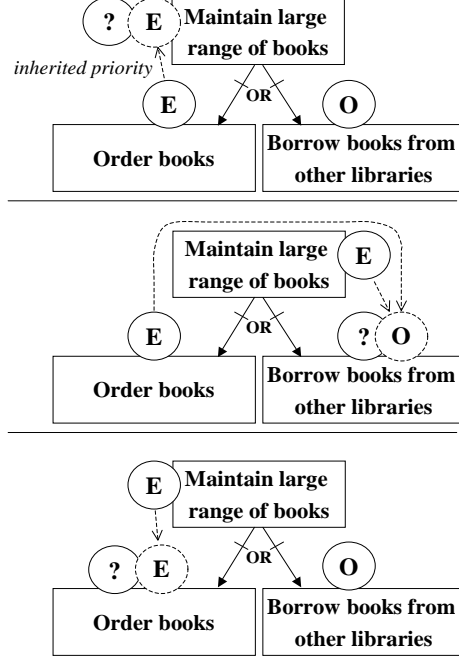 ? E Maintain large
range of books
inherited priority
E OR O
Order books
Borrow books from
other libraries
Maintain large
range of books
E
E OR ? O
Order books
Borrow books from
other libraries
E Maintain large
range of books
? E OR O
Order books
Borrow books from
other libraries